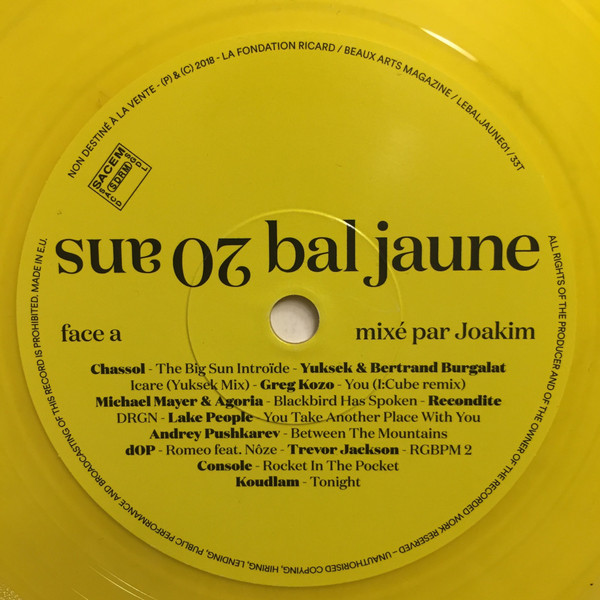 NON DESTINÉ À LA VENTE - (P) & (C) 2018 - LA FONDATION RICARD / BEAUX ARTS MAGAZINE / LEBALJAUNE01 / 33T
SACEM
SDRM
SACD
SGDL
20 ans bal jaune
face a
mixé par Joakim
Chassol - The Big Sun Introïde - Yuksek & Bertrand Burgalat
Icare (Yuksek Mix) - Greg Kozo - You (I:Cube remix)
Michael Mayer & Agoria - Blackbird Has Spoken - Recondite
DRGN - Lake People - You Take Another Place With You
Andrey Pushkarev - Between The Mountains
dOP - Romeo feat. Nôze - Trevor Jackson - RGBPM 2
Console - Rocket In The Pocket
Koudlam - Tonight
ALL RIGHTS OF THE PRODUCER AND OF THE OWNER OF THE RECORDED WORK RESERVED – UNAUTHORISED COPYING, HIRING, LENDING, PUBLIC PERFORMANCE AND BROADCASTING OF THIS RECORD IS PROHIBITED. MADE IN E.U.